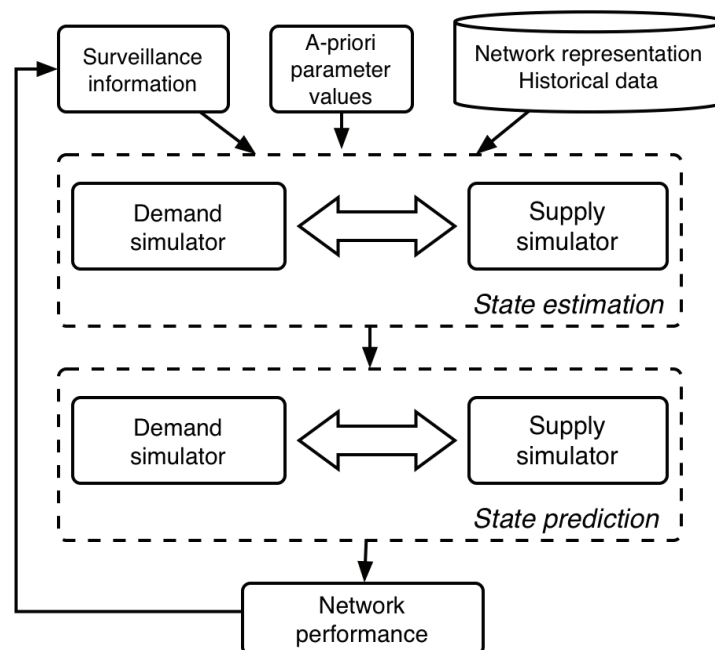 Surveillance
information
A-priori
parameter
values
Network representation
Historical data
Demand
simulator
Supply
simulator
State estimation
Demand
simulator
Supply
simulator
State prediction
Network
performance